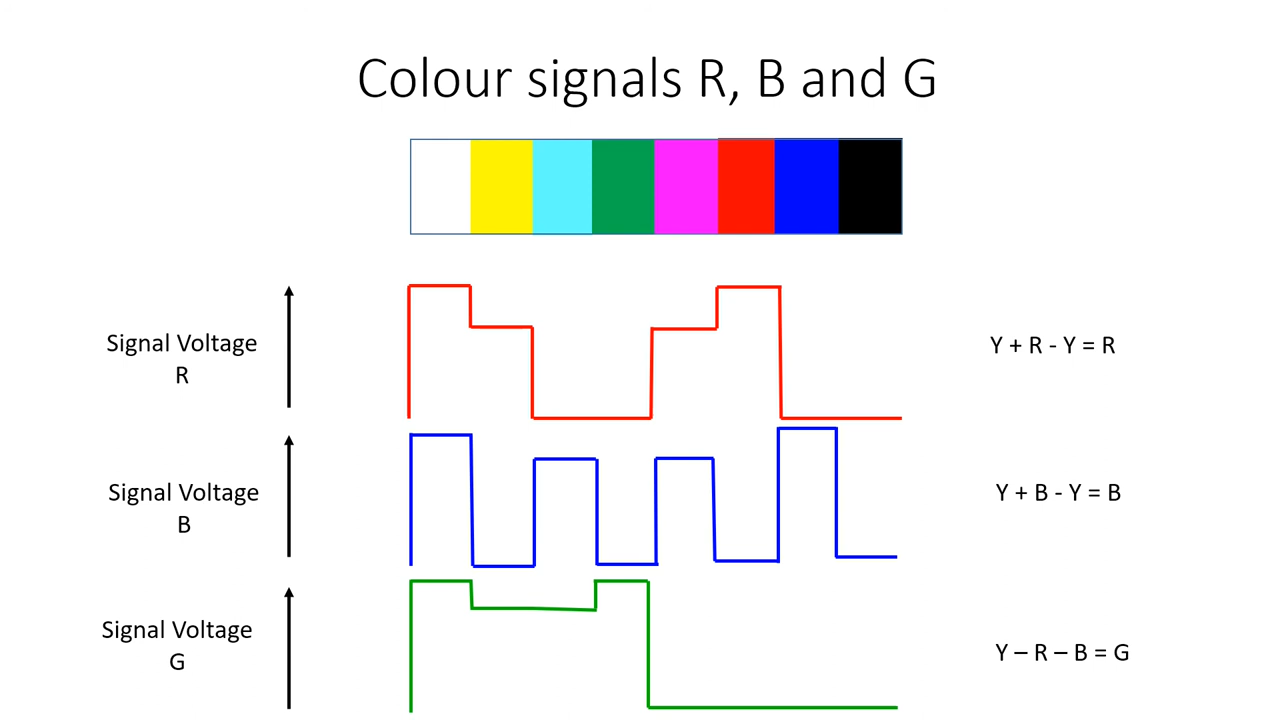 Colour signals R, B and G
Signal Voltage
R
Y + R - Y = R
Signal Voltage
B
Y + B - Y = B
Signal Voltage
G
Y – R – B = G